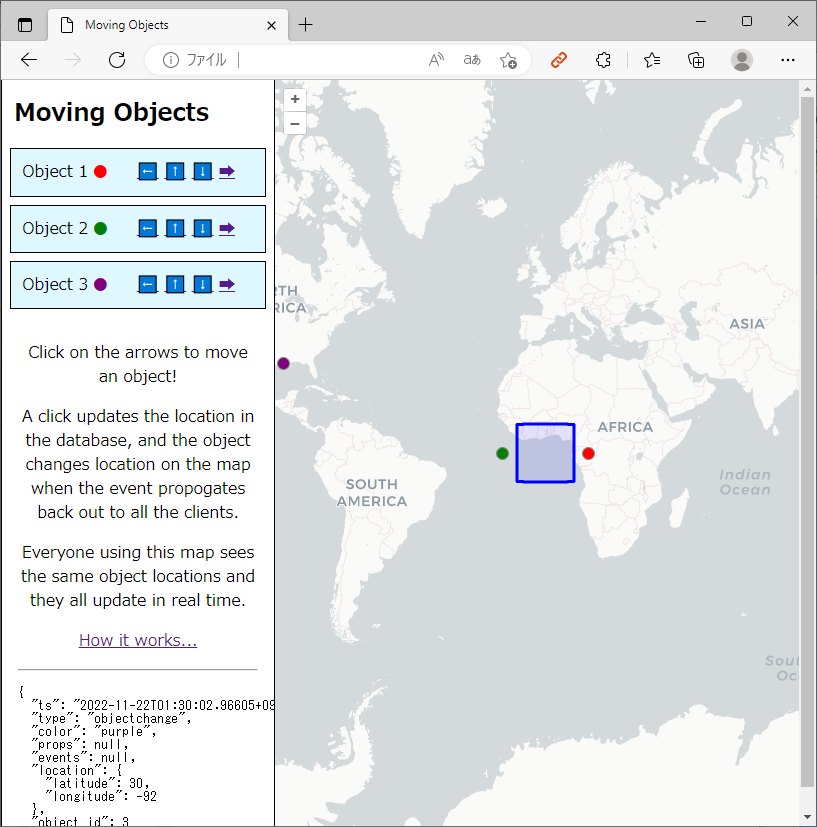 Moving Objects
ファイル
Moving Objects
Object 1
Object 2
Object 3
Click on the arrows to move
an object!
A click updates the location in
the database, and the object
changes location on the map
when the event propogates
back out to all the clients.
Everyone using this map sees
the same object locations and
they all update in real time.
How it works...
{
"ts": "2022-11-22T01:30:02.96605+09
"type": "objectchange",
"color": "purple",
"props": null,
"events": null,
"location": {
"latitude": 30,
"longitude": -92
},
"object_id": 3
+
−
RTH
RICA
ASIA
AFRICA
SOUTH
AMERICA
Indian
Ocean
Sou
Oc